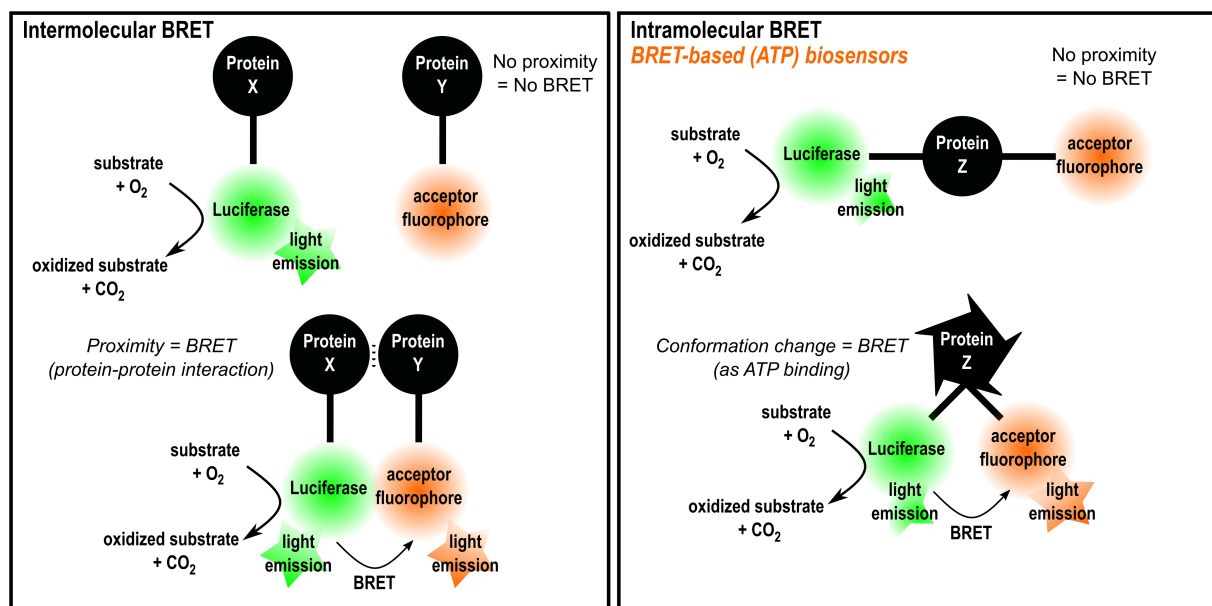 Intermolecular BRET
Protein
X
Protein
Y
No proximity
= No BRET
substrate
+ O2
Luciferase
acceptor
fluorophore
light
emission
oxidized substrate
+ CO2
Proximity = BRET
(protein-protein interaction)
Protein
X
Protein
Y
substrate
+ O2
Luciferase
acceptor
fluorophore
oxidized substrate
+ CO2
light
emission
BRET
light
emission
Intramolecular BRET
BRET-based (ATP) biosensors
No proximity
= No BRET
substrate
+ O2
Luciferase
Protein
Z
acceptor
fluorophore
light
emission
oxidized substrate
+ CO2
Conformation change = BRET
(as ATP binding)
Protein
Z
substrate
+ O2
Luciferase
acceptor
fluorophore
light
emission
light
emission
oxidized substrate
+ CO2
BRET